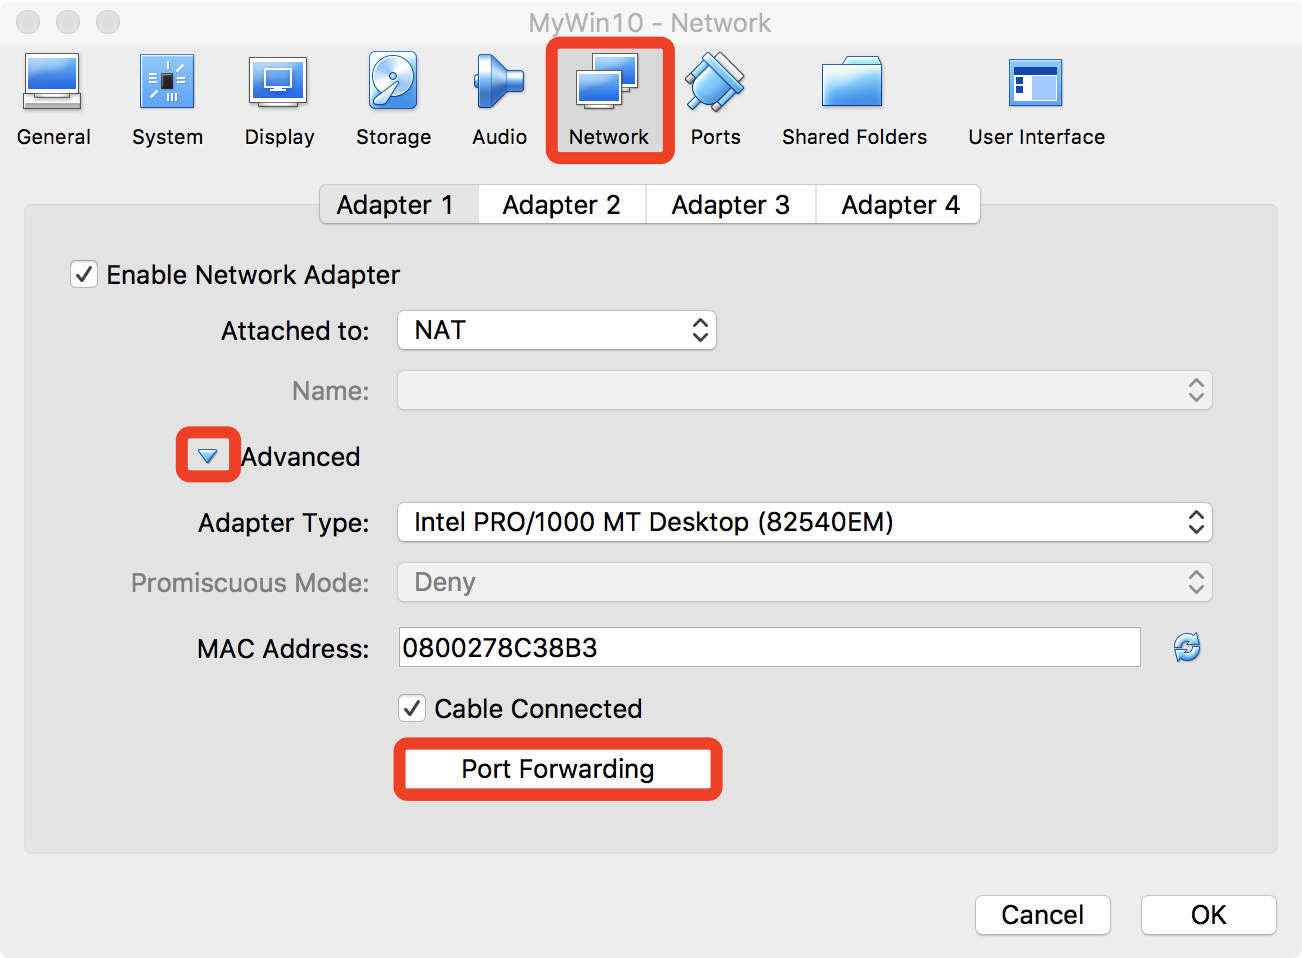 MyWin10 - Network
General System Display Storage Audio Network Ports Shared Folders User Interface
Adapter 1 Adapter 2 Adapter 3 Adapter 4
Enable Network Adapter
Attached to: NAT
Name:
Advanced
Adapter Type: Intel PRO/1000 MT Desktop (82540EM)
Promiscuous Mode: Deny
MAC Address: 0800278C38B3
Cable Connected
Port Forwarding
Cancel OK